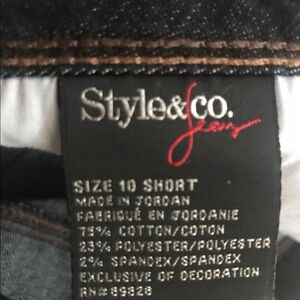 Style&co.
Jeans
SIZE 10 SHORT
MADE IN JORDAN
FABRIQUÉ EN JORDANIE
75% COTTON/COTON
23% POLYESTER/POLYESTER
2% SPANDEX/SPANDEX
EXCLUSIVE OF DECORATION
RN#89828